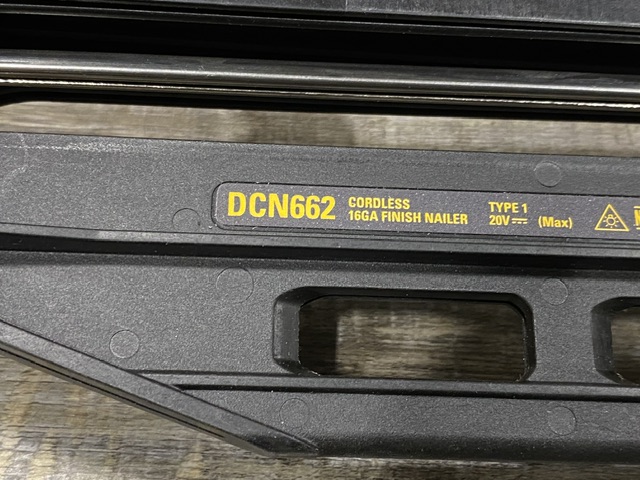 DCN662
CORDLESS
16GA FINISH NAILER
TYPE 1
20V⎓ (Max)